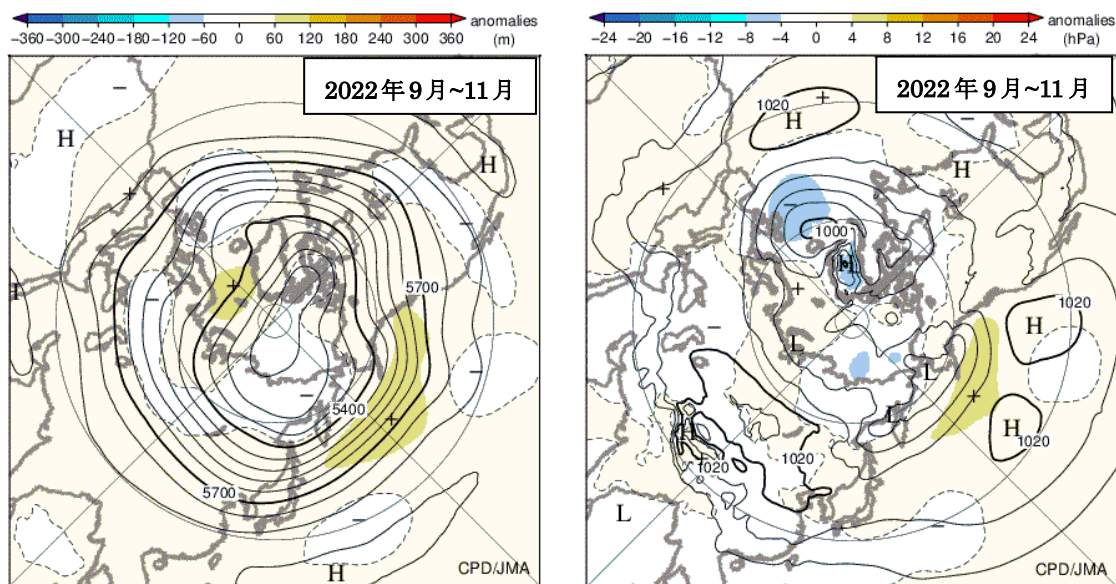 −360 −300 −240 −180 −120 −60 0 60 120 180 240 300 360
anomalies
(m)
2022年9月~11月
H
H
5700
5400
5700
H
CPD/JMA
−24 −20 −16 −12 −8 −4 0 4 8 12 16 20 24
anomalies
(hPa)
2022年9月~11月
1020
H
H
1000
H
1020
H
L
L
L
H
1020
H
1020
1020
L
CPD/JMA